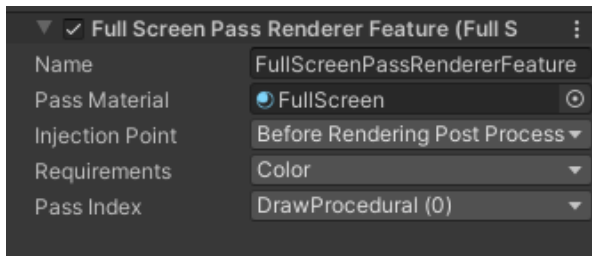 Full Screen Pass Renderer Feature (Full S
Name FullScreenPassRendererFeature
Pass Material FullScreen
Injection Point Before Rendering Post Process
Requirements Color
Pass Index DrawProcedural (0)